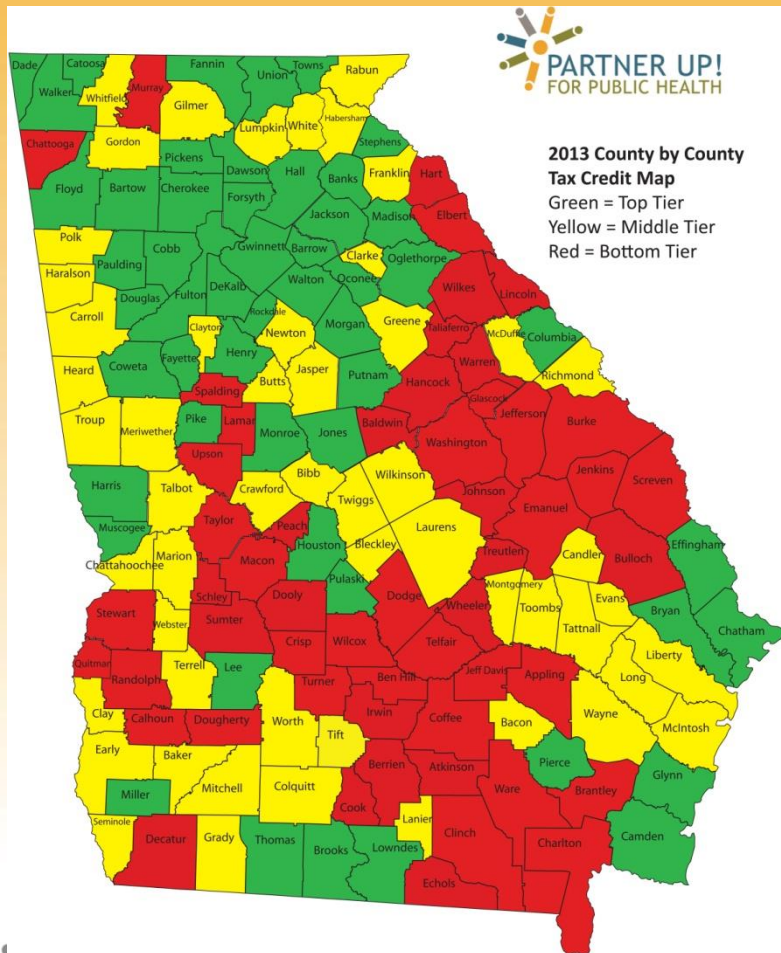 PARTNER UP!
FOR PUBLIC HEALTH
2013 County by County
Tax Credit Map
Green = Top Tier
Yellow = Middle Tier
Red = Bottom Tier
Dade
Catoosa
Walker
Whitfield
Murray
Fannin
Gilmer
Union
Towns
Rabun
Lumpkin
White
Habersham
Stephens
Chattooga
Gordon
Pickens
Dawson
Hall
Banks
Franklin
Hart
Floyd
Bartow
Cherokee
Forsyth
Jackson
Madison
Elbert
Polk
Paulding
Cobb
Gwinnett
Barrow
Clarke
Oglethorpe
Haralson
Douglas
Fulton
DeKalb
Walton
Oconee
Wilkes
Lincoln
Carroll
Clayton
Rockdale
Newton
Morgan
Greene
Taliaferro
McDuffie
Columbia
Heard
Coweta
Fayette
Henry
Butts
Jasper
Putnam
Hancock
Warren
Richmond
Troup
Meriwether
Spalding
Pike
Lamar
Monroe
Jones
Baldwin
Glascock
Jefferson
Burke
Upson
Washington
Harris
Talbot
Crawford
Bibb
Wilkinson
Twiggs
Johnson
Jenkins
Screven
Muscogee
Taylor
Peach
Houston
Bleckley
Laurens
Emanuel
Chattahoochee
Marion
Macon
Pulaski
Treutlen
Candler
Bulloch
Effingham
Stewart
Webster
Schley
Sumter
Dooly
Dodge
Wheeler
Montgomery
Toombs
Evans
Tattnall
Bryan
Chatham
Quitman
Randolph
Terrell
Lee
Crisp
Wilcox
Telfair
Liberty
Long
Clay
Calhoun
Dougherty
Turner
Ben Hill
Jeff Davis
Appling
Wayne
McIntosh
Early
Baker
Worth
Tift
Irwin
Coffee
Bacon
Miller
Mitchell
Colquitt
Berrien
Atkinson
Ware
Pierce
Brantley
Glynn
Seminole
Decatur
Grady
Thomas
Brooks
Cook
Lanier
Lowndes
Clinch
Echols
Charlton
Camden